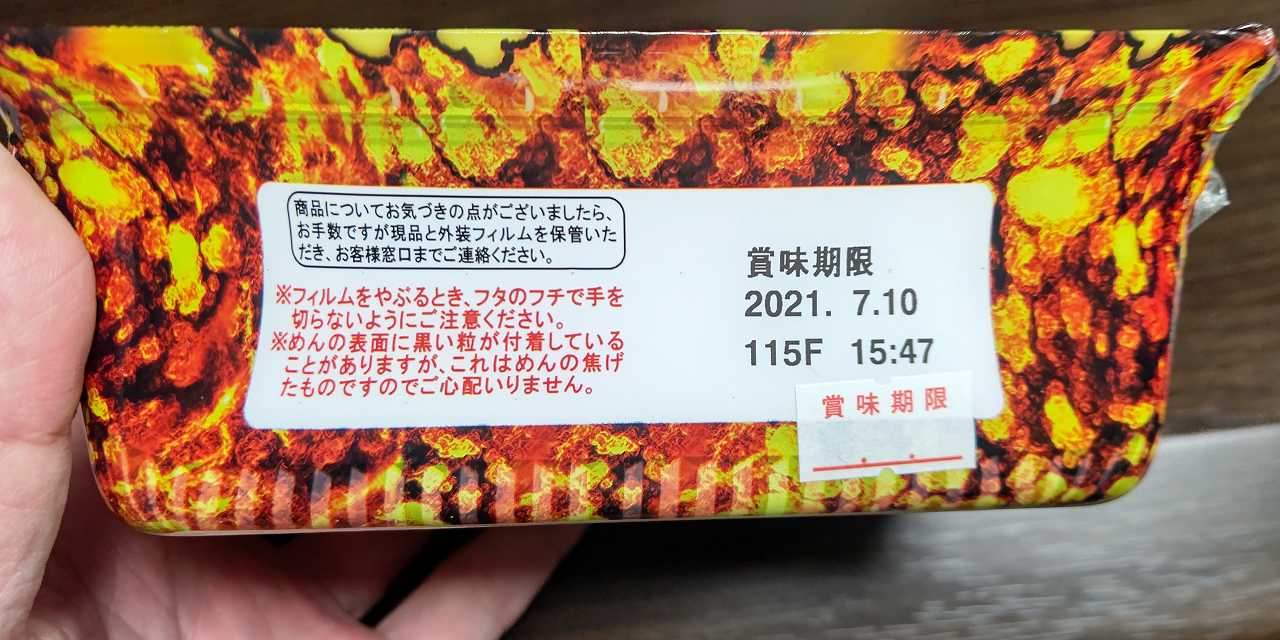 商品についてお気づきの点がございましたら、
お手数ですが現品と外装フィルムを保管いた
だき、お客様窓口までご連絡ください。
※フィルムをやぶるとき、フタのフチで手を
切らないようにご注意ください。
※めんの表面に黒い粒が付着している
ことがありますが、これはめんの焦げ
たものですのでご心配いりません。
賞味期限
2021. 7.10
115F 15:47
賞味期限